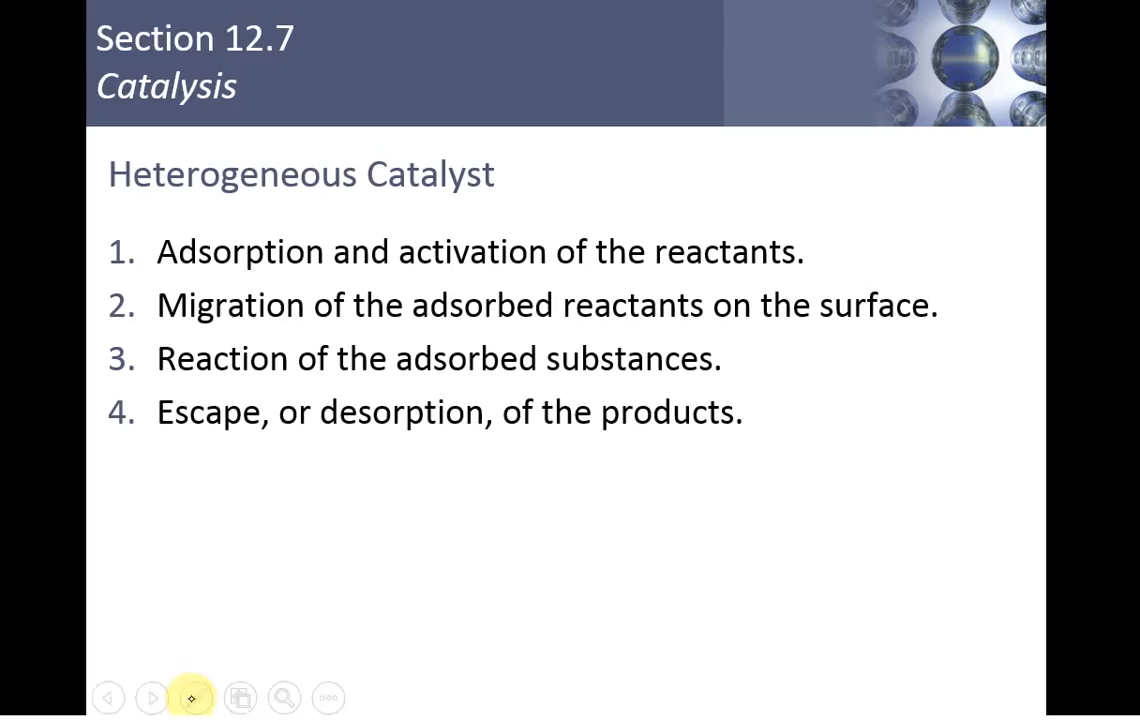 Section 12.7
Catalysis
Heterogeneous Catalyst
1. Adsorption and activation of the reactants.
2. Migration of the adsorbed reactants on the surface.
3. Reaction of the adsorbed substances.
4. Escape, or desorption, of the products.